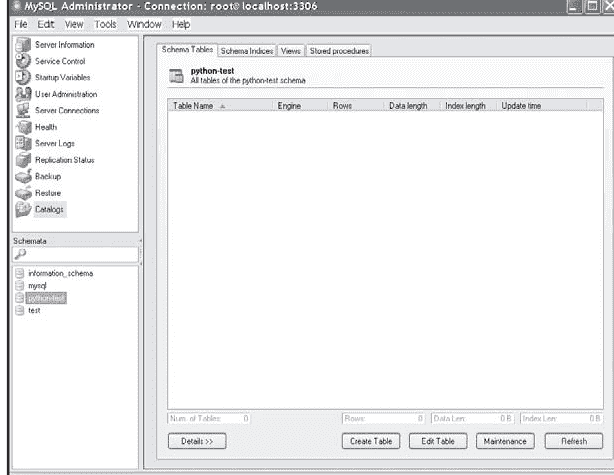 MySQL Administrator - Connection: root@localhost:3306
File Edit View Tools Window Help
Server Information
Service Control
Startup Variables
User Administration
Server Connections
Health
Server Logs
Replication Status
Backup
Restore
Catalogs
Schemata
information_schema
mysql
python-test
test
Schema Tables Schema Indices Views Stored procedures
python-test
All tables of the python-test schema
Table Name Engine Rows Data length Index length Update time
Num. of Tables: 0 Rows: 0 Data Len: 0 B Index Len: 0 B
Details >> Create Table Edit Table Maintenance Refresh